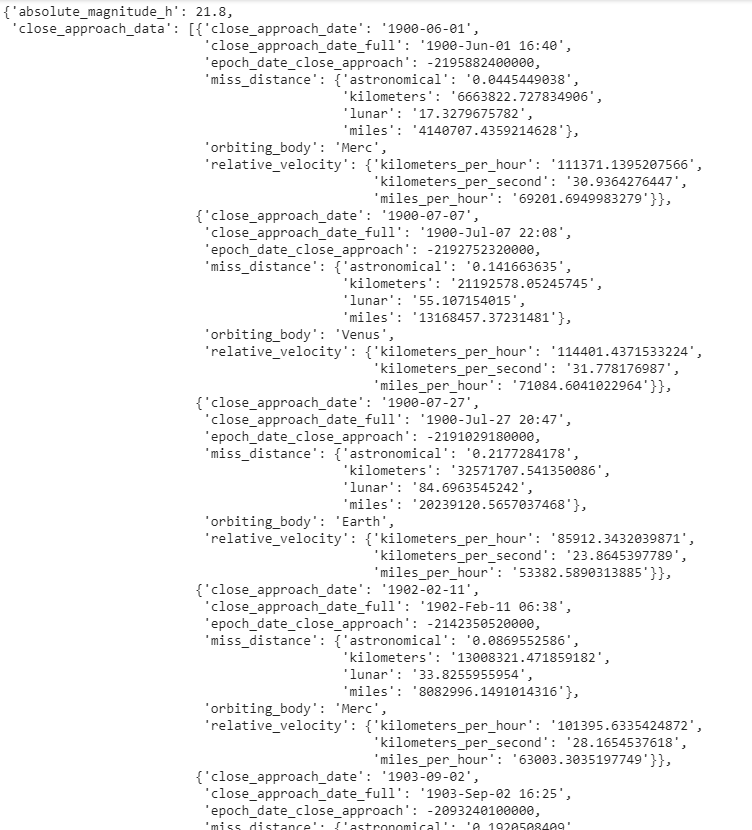 {'absolute_magnitude_h': 21.8,
 'close_approach_data': [{'close_approach_date': '1900-06-01',
                          'close_approach_date_full': '1900-Jun-01 16:40',
                          'epoch_date_close_approach': -2195882400000,
                          'miss_distance': {'astronomical': '0.0445449038',
                                            'kilometers': '6663822.727834906',
                                            'lunar': '17.3279675782',
                                            'miles': '4140707.4359214628'},
                          'orbiting_body': 'Merc',
                          'relative_velocity': {'kilometers_per_hour': '111371.1395207566',
                                                'kilometers_per_second': '30.9364276447',
                                                'miles_per_hour': '69201.6949983279'}},
                         {'close_approach_date': '1900-07-07',
                          'close_approach_date_full': '1900-Jul-07 22:08',
                          'epoch_date_close_approach': -2192752320000,
                          'miss_distance': {'astronomical': '0.141663635',
                                            'kilometers': '21192578.05245745',
                                            'lunar': '55.107154015',
                                            'miles': '13168457.37231481'},
                          'orbiting_body': 'Venus',
                          'relative_velocity': {'kilometers_per_hour': '114401.4371533224',
                                                'kilometers_per_second': '31.778176987',
                                                'miles_per_hour': '71084.6041022964'}},
                         {'close_approach_date': '1900-07-27',
                          'close_approach_date_full': '1900-Jul-27 20:47',
                          'epoch_date_close_approach': -2191029180000,
                          'miss_distance': {'astronomical': '0.2177284178',
                                            'kilometers': '32571707.541350086',
                                            'lunar': '84.6963545242',
                                            'miles': '20239120.5657037468'},
                          'orbiting_body': 'Earth',
                          'relative_velocity': {'kilometers_per_hour': '85912.3432039871',
                                                'kilometers_per_second': '23.8645397789',
                                                'miles_per_hour': '53382.5890313885'}},
                         {'close_approach_date': '1902-02-11',
                          'close_approach_date_full': '1902-Feb-11 06:38',
                          'epoch_date_close_approach': -2142350520000,
                          'miss_distance': {'astronomical': '0.0869552586',
                                            'kilometers': '13008321.471859182',
                                            'lunar': '33.8255955954',
                                            'miles': '8082996.1491014316'},
                          'orbiting_body': 'Merc',
                          'relative_velocity': {'kilometers_per_hour': '101395.6335424872',
                                                'kilometers_per_second': '28.1654537618',
                                                'miles_per_hour': '63003.3035197749'}},
                         {'close_approach_date': '1903-09-02',
                          'close_approach_date_full': '1903-Sep-02 16:25',
                          'epoch_date_close_approach': -2093240100000,
                          'miss_distance': {'astronomical': '0.1920508409',